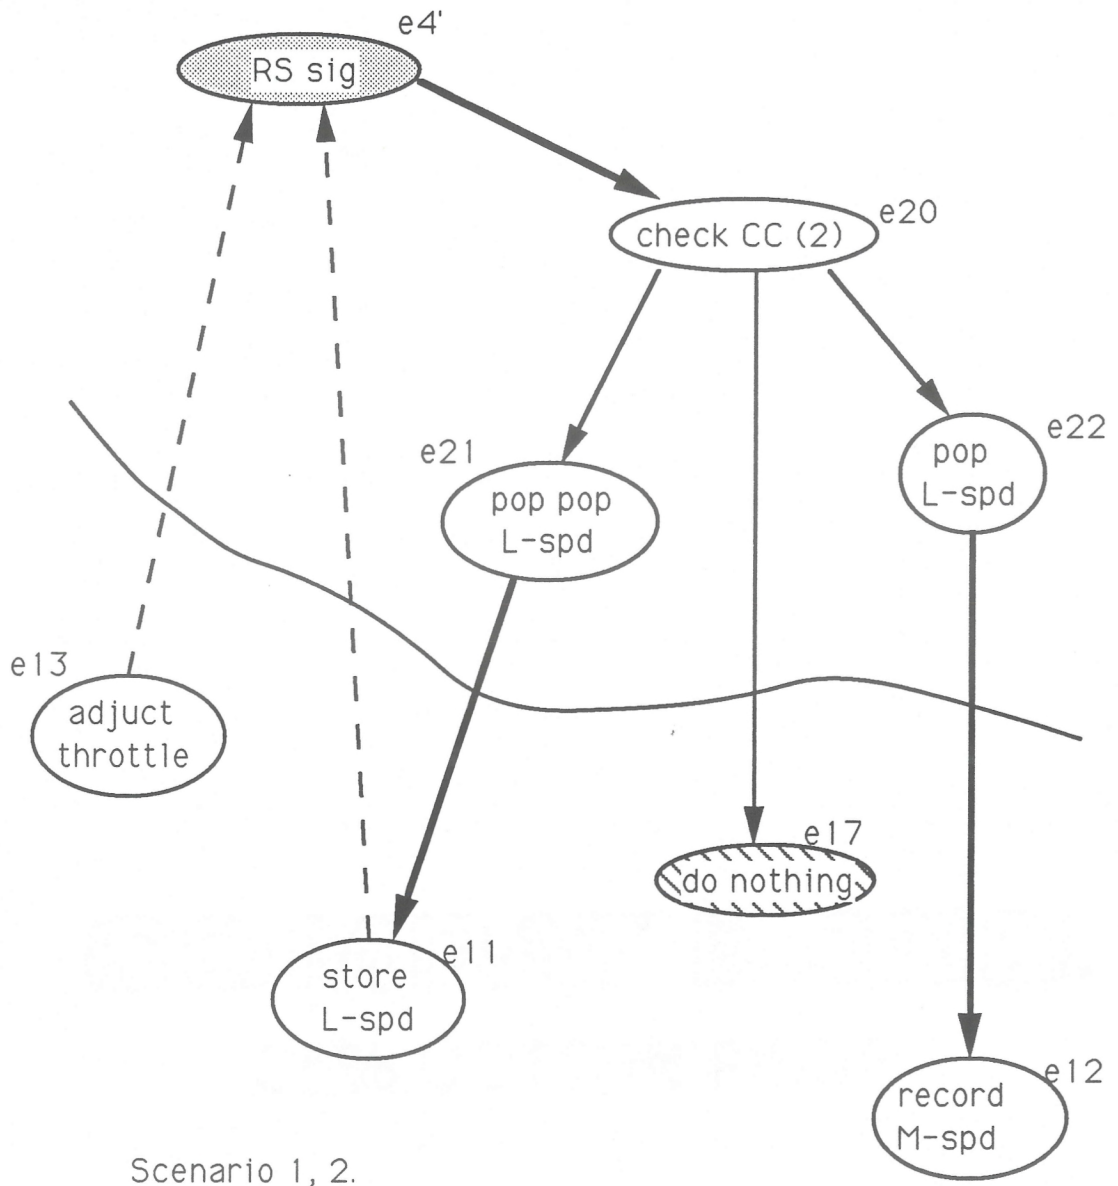 e4'
RS sig
check CC (2)
e20
e21
pop pop
L-spd
e22
pop
L-spd
e13
adjuct
throttle
e17
do nothing
e11
store
L-spd
e12
record
M-spd
Scenario 1, 2.